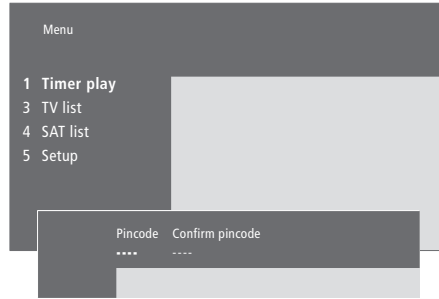 Menu
1 Timer play
3 TV list
4 SAT list
5 Setup
Pincode Confirm pincode
---- ----